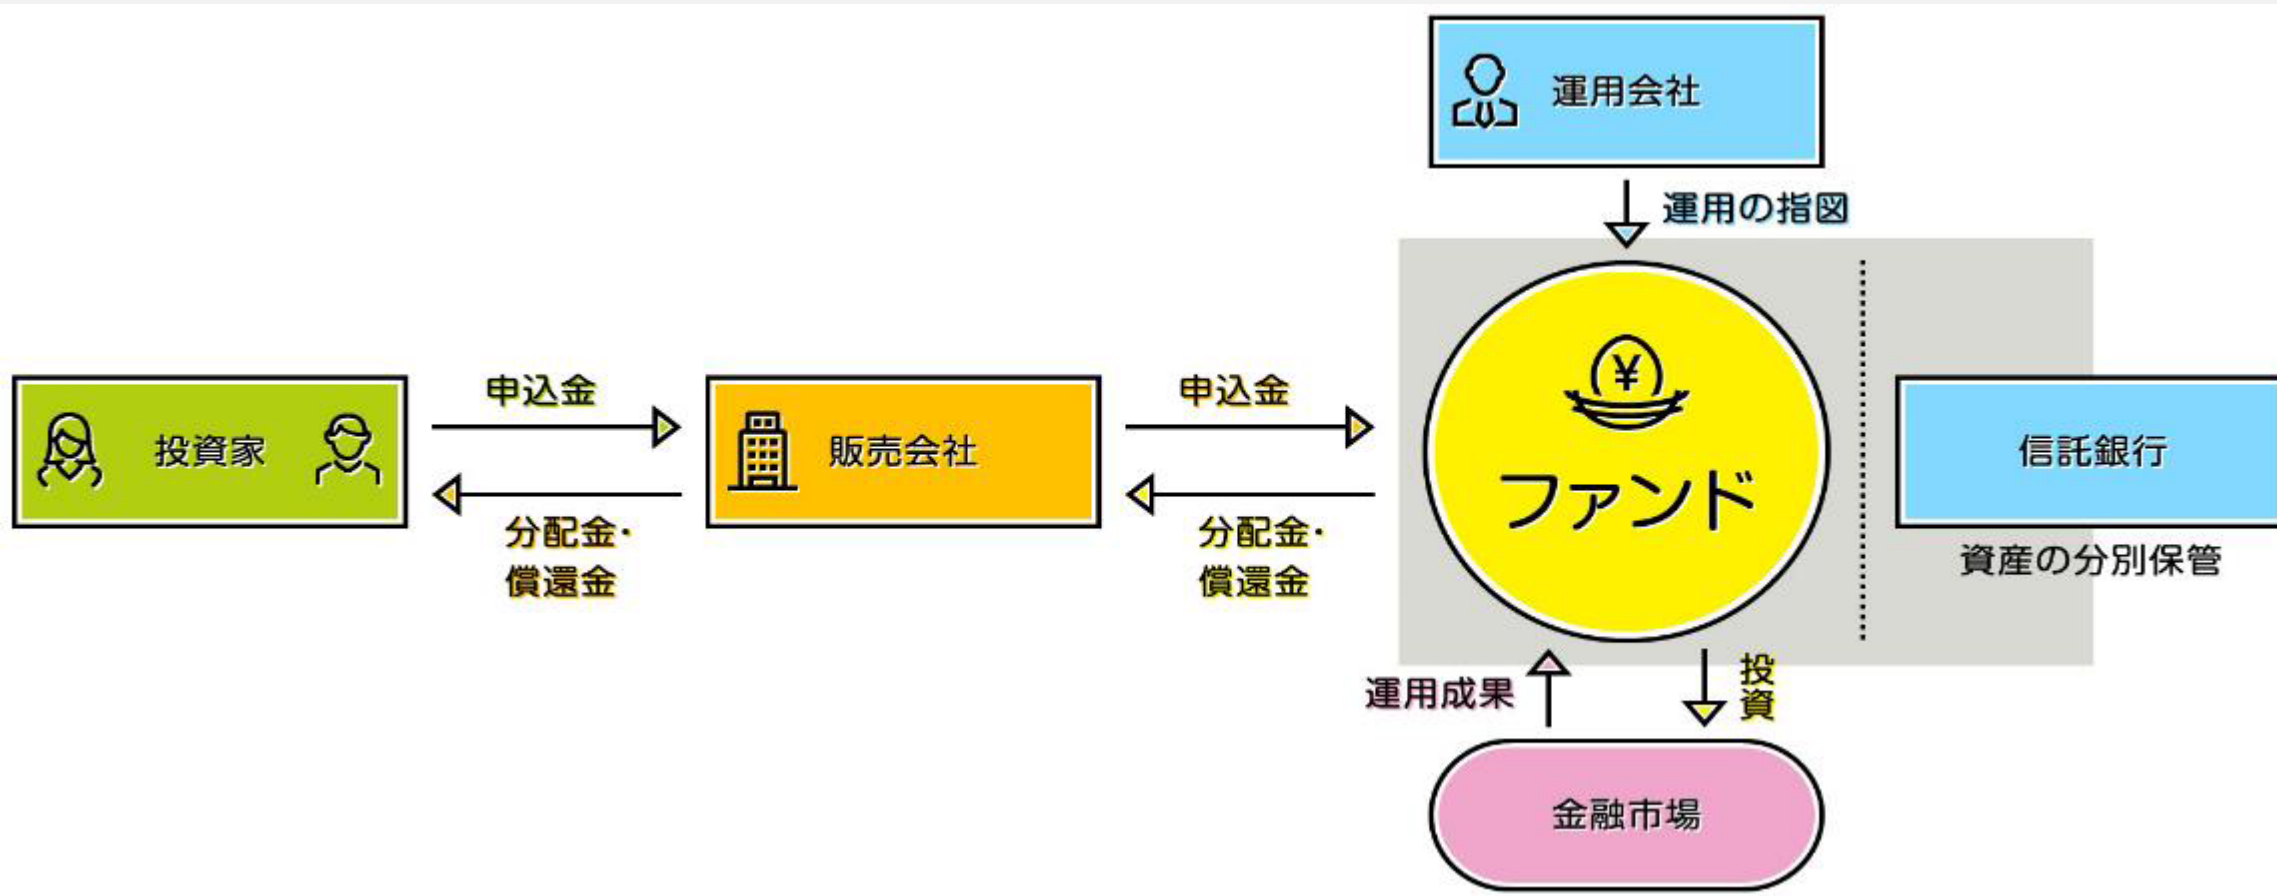 運用会社
運用の指図
申込金
申込金
¥
投資家
販売会社
ファンド
信託銀行
分配金・
償還金
分配金・
償還金
資産の分別保管
運用成果
投資
金融市場